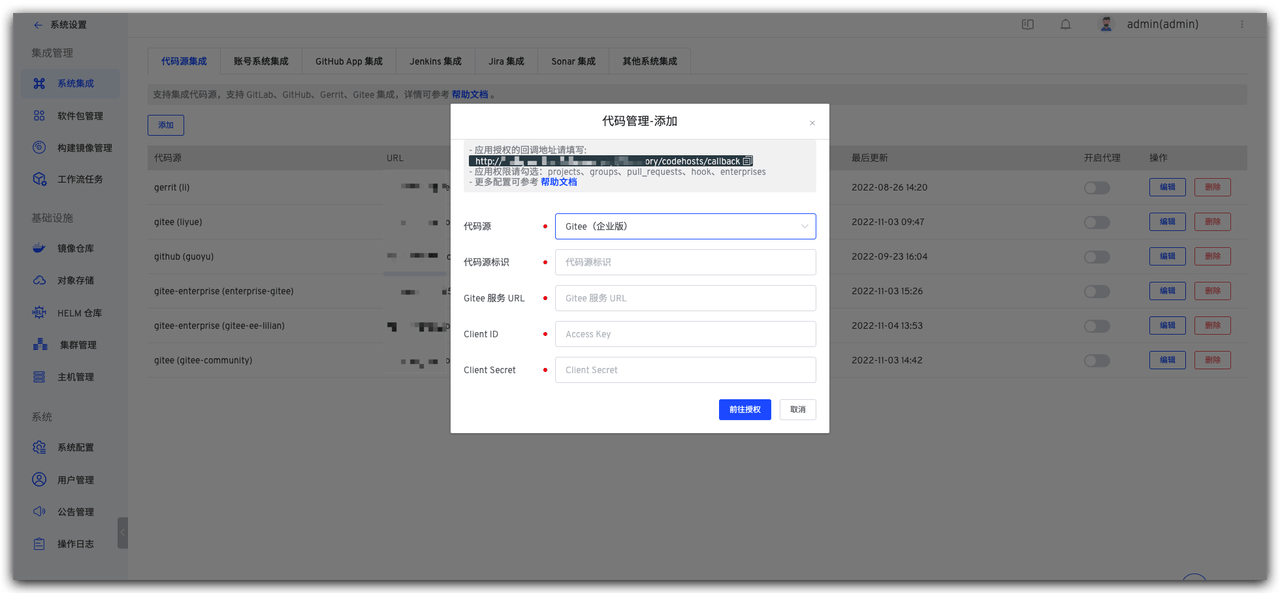 系统设置
admin(admin)
集成管理
系统集成
软件包管理
构建镜像管理
工作流任务
基础设施
镜像仓库
对象存储
HELM 仓库
集群管理
主机管理
系统
系统配置
用户管理
公告管理
操作日志
代码源集成
账号系统集成
GitHub App 集成
Jenkins 集成
Jira 集成
Sonar 集成
其他系统集成
支持集成代码源，支持 GitLab、GitHub、Gerrit、Gitee 集成，详情可参考 帮助文档 。
添加
代码源 URL 最后更新 开启代理 操作
gerrit (li) 2022-08-26 14:20 编辑 删除
gitee (liyue) 2022-11-03 09:47 编辑 删除
github (guoyu) 2022-09-23 16:04 编辑 删除
gitee-enterprise (enterprise-gitee) 2022-11-03 15:26 编辑 删除
gitee-enterprise (gitee-ee-lilian) 2022-11-04 13:53 编辑 删除
gitee (gitee-community) 2022-11-03 14:42 编辑 删除
代码管理-添加
- 应用授权的回调地址请填写:
http:// ory/codehosts/callback
- 应用权限请勾选：projects、groups、pull_requests、hook、enterprises
- 更多配置可参考 帮助文档
代码源 Gitee（企业版）
代码源标识 代码源标识
Gitee 服务 URL Gitee 服务 URL
Client ID Access Key
Client Secret Client Secret
前往授权 取消